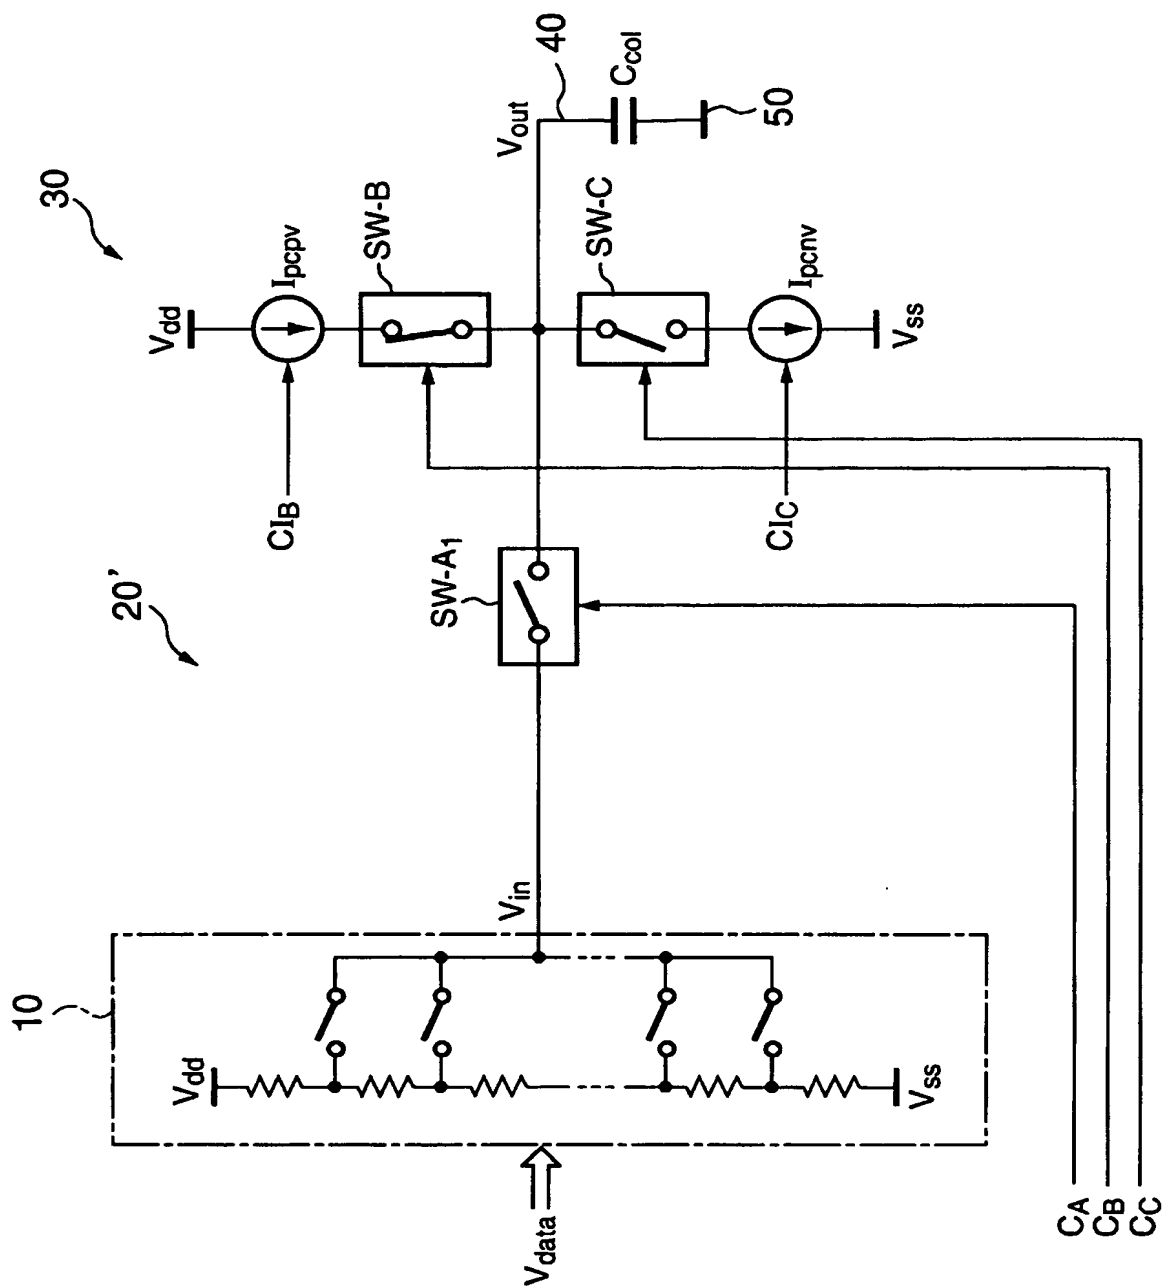 30
20'
10
Vdd
Ipcpv
CIB
SW-B
Vout
40
Ccol
50
SW-A1
SW-C
Ipcnv
CIC
Vss
Vin
Vdd
Vss
Vdata
CA
CB
CC